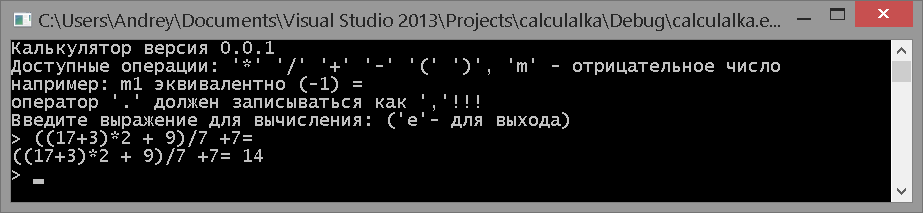 C:\Users\Andrey\Documents\Visual Studio 2013\Projects\calculalka\Debug\calculalka.e...
Калькулятор версия 0.0.1
Доступные операции: '*' '/' '+' '-' '(' ')', 'm' - отрицательное число
например: m1 эквивалентно (-1) =
оператор '.' должен записываться как ','!!!
Введите выражение для вычисления: ('e'- для выхода)
> ((17+3)*2 + 9)/7 +7=
((17+3)*2 + 9)/7 +7= 14
> _